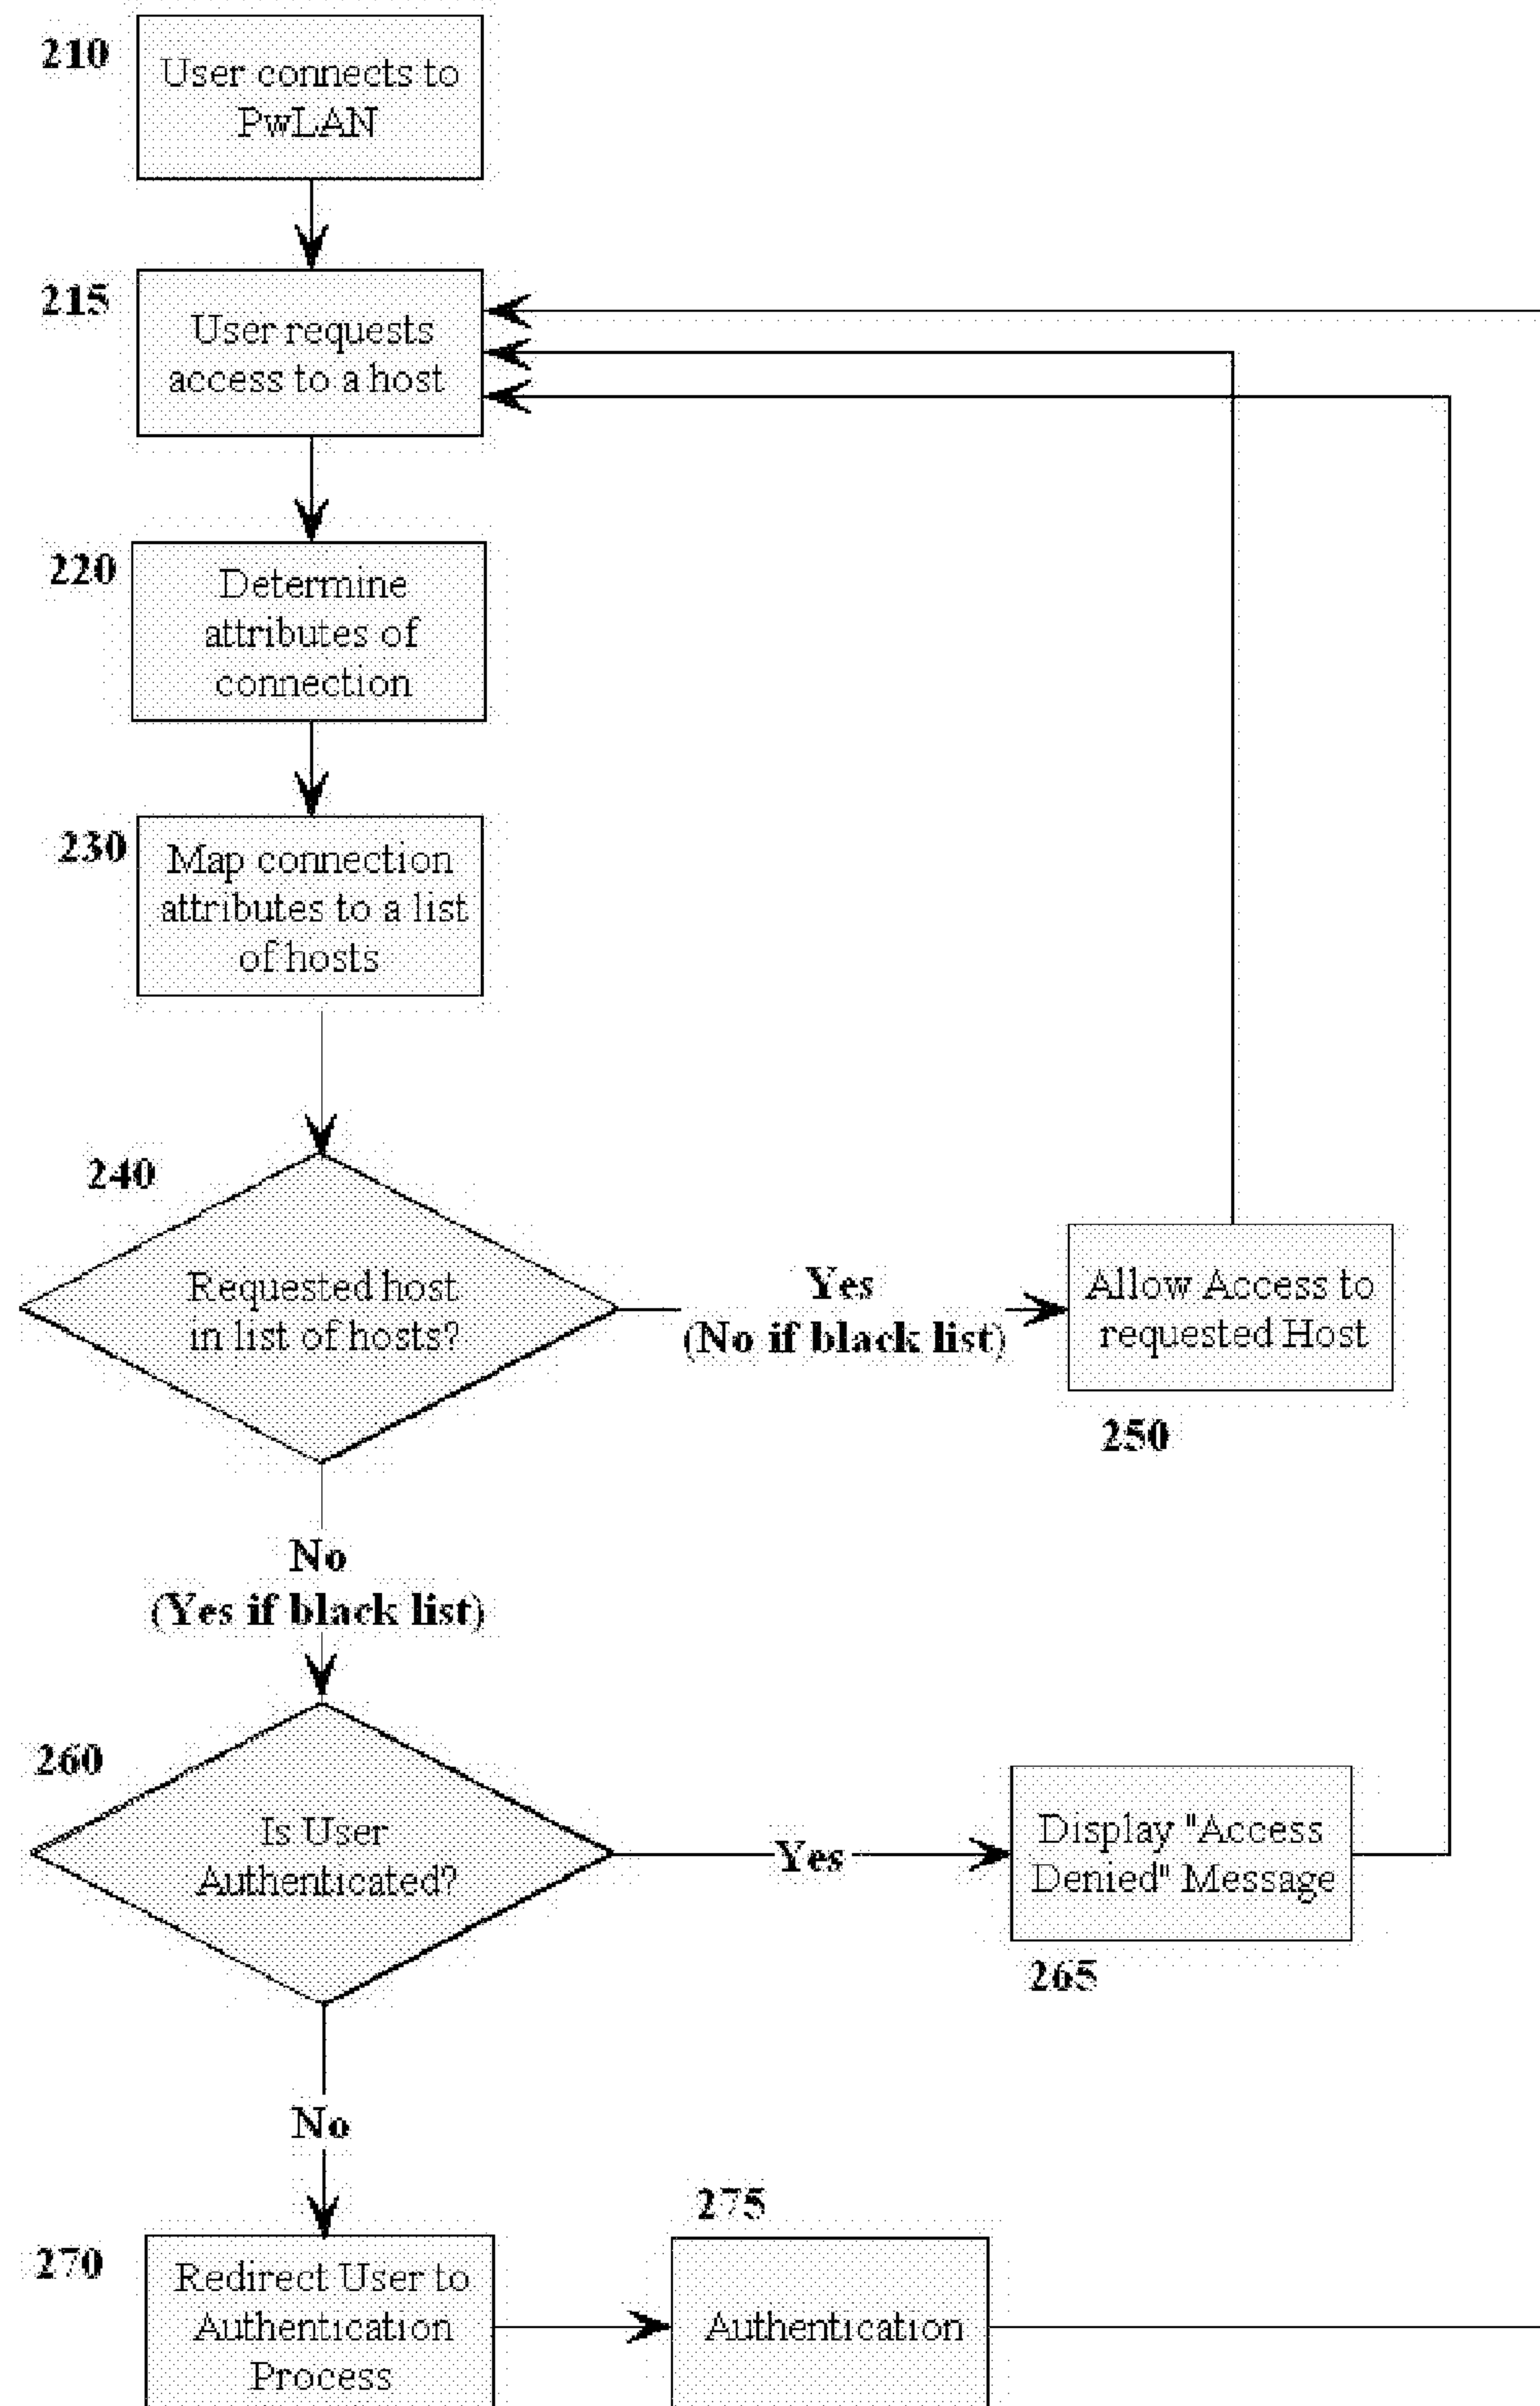 210
User connects to
PwLAN
215
User requests
access to a host
220
Determine
attributes of
connection
230
Map connection
attributes to a list
of hosts
240
Requested host
in list of hosts?
Yes
(No if black list)
Allow Access to
requested Host
250
No
(Yes if black list)
260
Is User
Authenticated?
Yes
Display "Access
Denied" Message
265
No
270
Redirect User to
Authentication
Process
275
Authentication